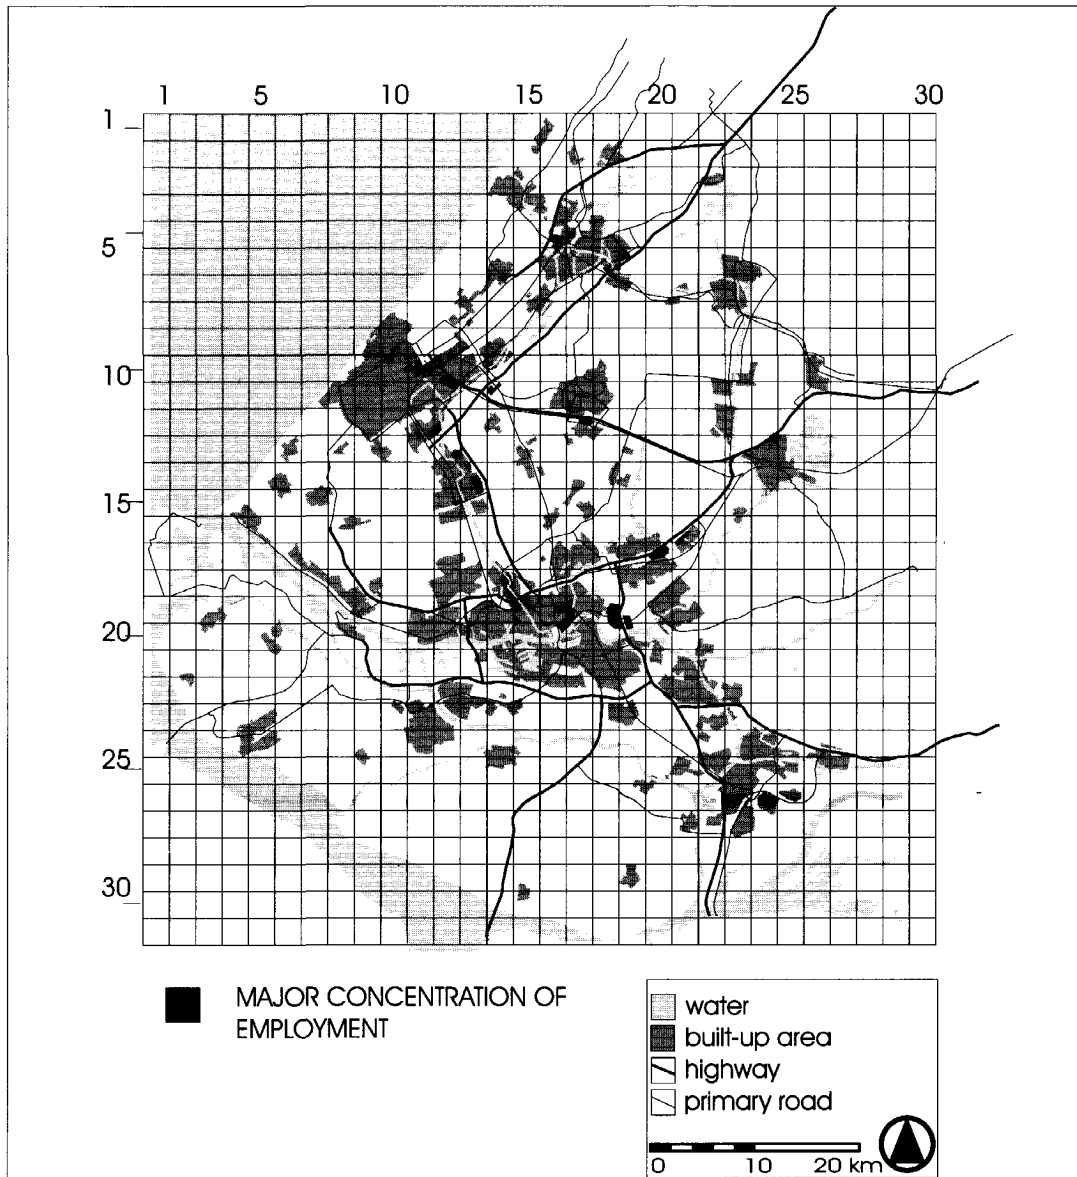 1 5 10 15 20 25 30
1
5
10
15
20
25
30
MAJOR CONCENTRATION OF
EMPLOYMENT
water
built-up area
highway
primary road
0 10 20 km